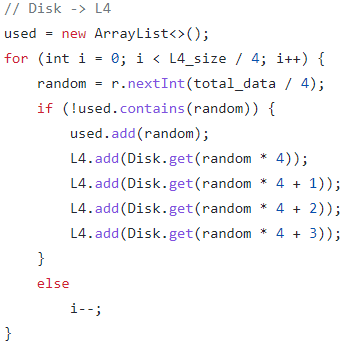 // Disk -> L4
used = new ArrayList<>();
for (int i = 0; i < L4_size / 4; i++) {
    random = r.nextInt(total_data / 4);
    if (!used.contains(random)) {
        used.add(random);
        L4.add(Disk.get(random * 4));
        L4.add(Disk.get(random * 4 + 1));
        L4.add(Disk.get(random * 4 + 2));
        L4.add(Disk.get(random * 4 + 3));
    }
    else
        i--;
}